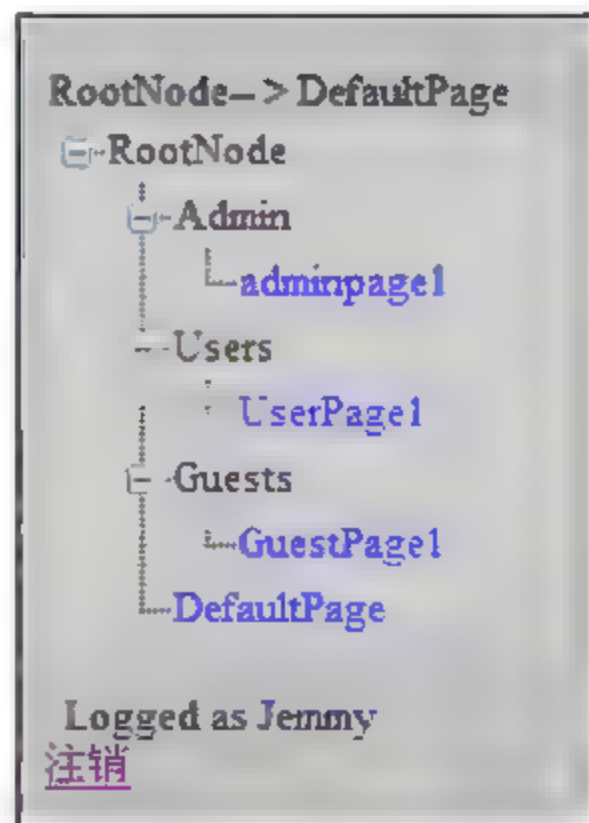 RootNode-> DefaultPage
RootNode
Admin
adminpage1
Users
UserPage1
Guests
GuestPage1
DefaultPage
Logged as Jemmy
注销